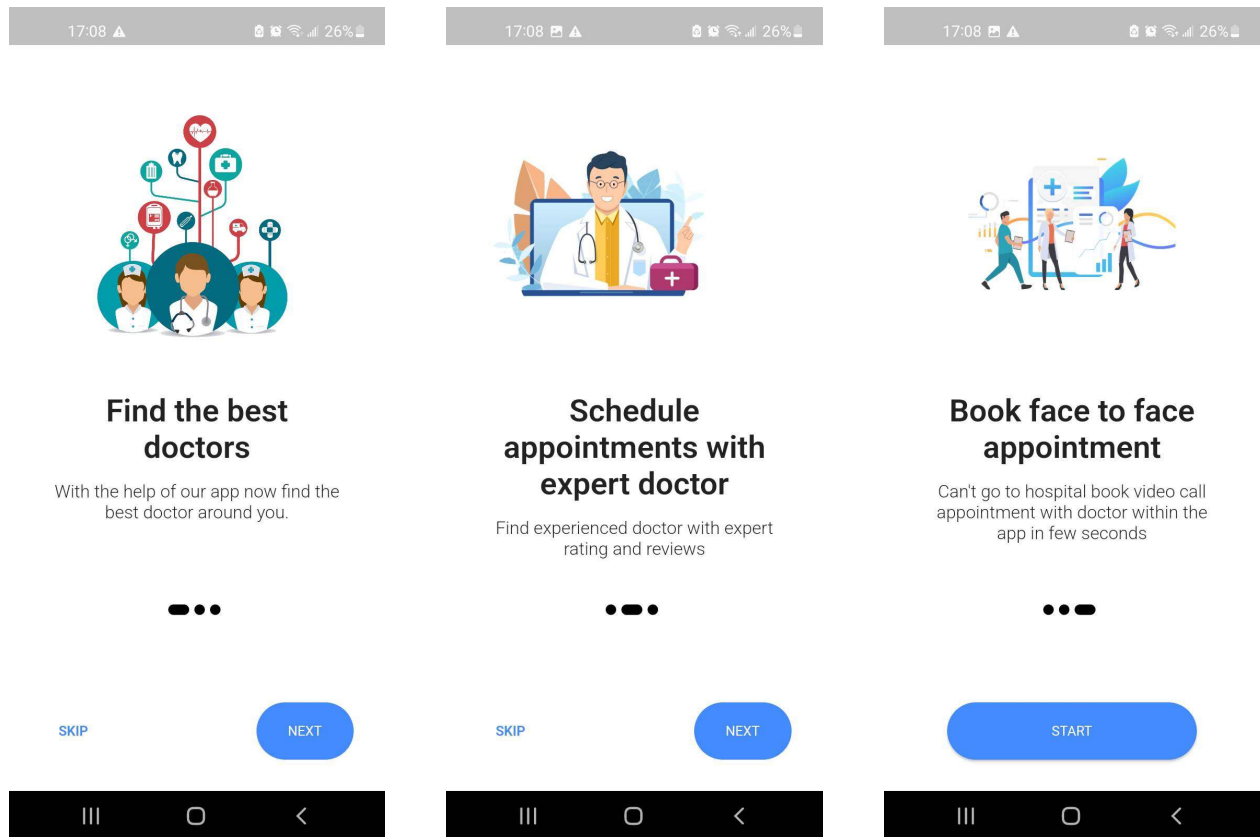 17:08 26%
Find the best
doctors
With the help of our app now find the
best doctor around you.
SKIP NEXT
17:08 26%
Schedule
appointments with
expert doctor
Find experienced doctor with expert
rating and reviews
SKIP NEXT
17:08 26%
Book face to face
appointment
Can't go to hospital book video call
appointment with doctor within the
app in few seconds
START